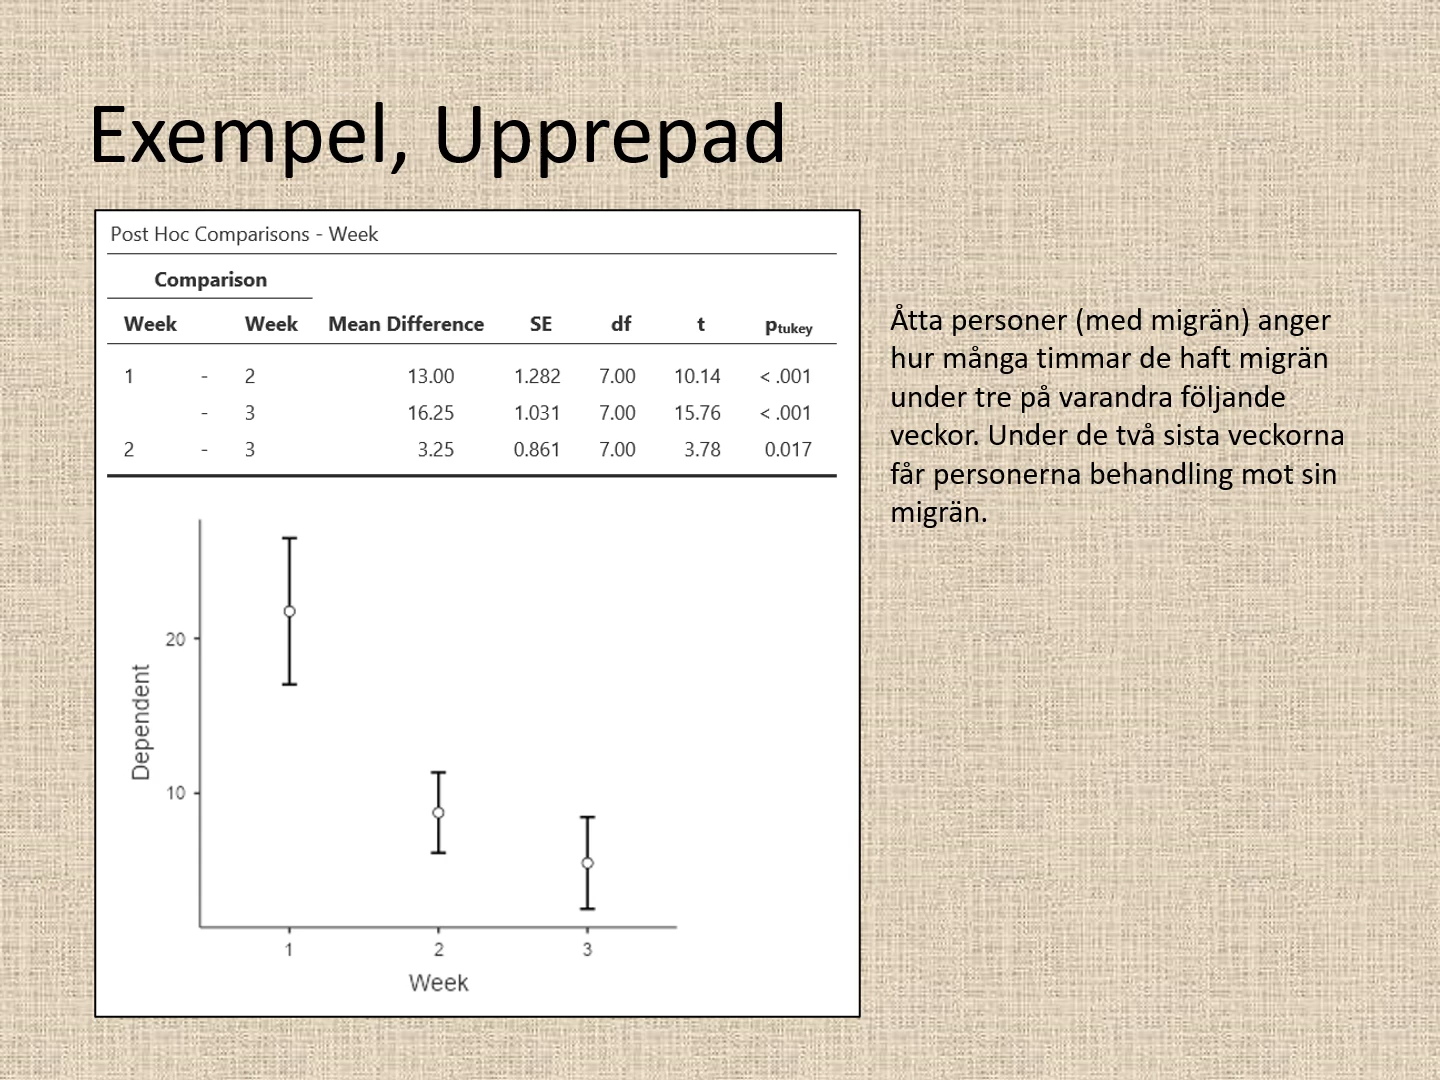 Exempel, Upprepad
Post Hoc Comparisons - Week
Comparison
Week Week Mean Difference SE df t ptukey
1 - 2 13.00 1.282 7.00 10.14 < .001
- 3 16.25 1.031 7.00 15.76 < .001
2 - 3 3.25 0.861 7.00 3.78 0.017
Åtta personer (med migrän) anger
hur många timmar de haft migrän
under tre på varandra följande
veckor. Under de två sista veckorna
får personerna behandling mot sin
migrän.
20
10
Dependent
1 2 3
Week